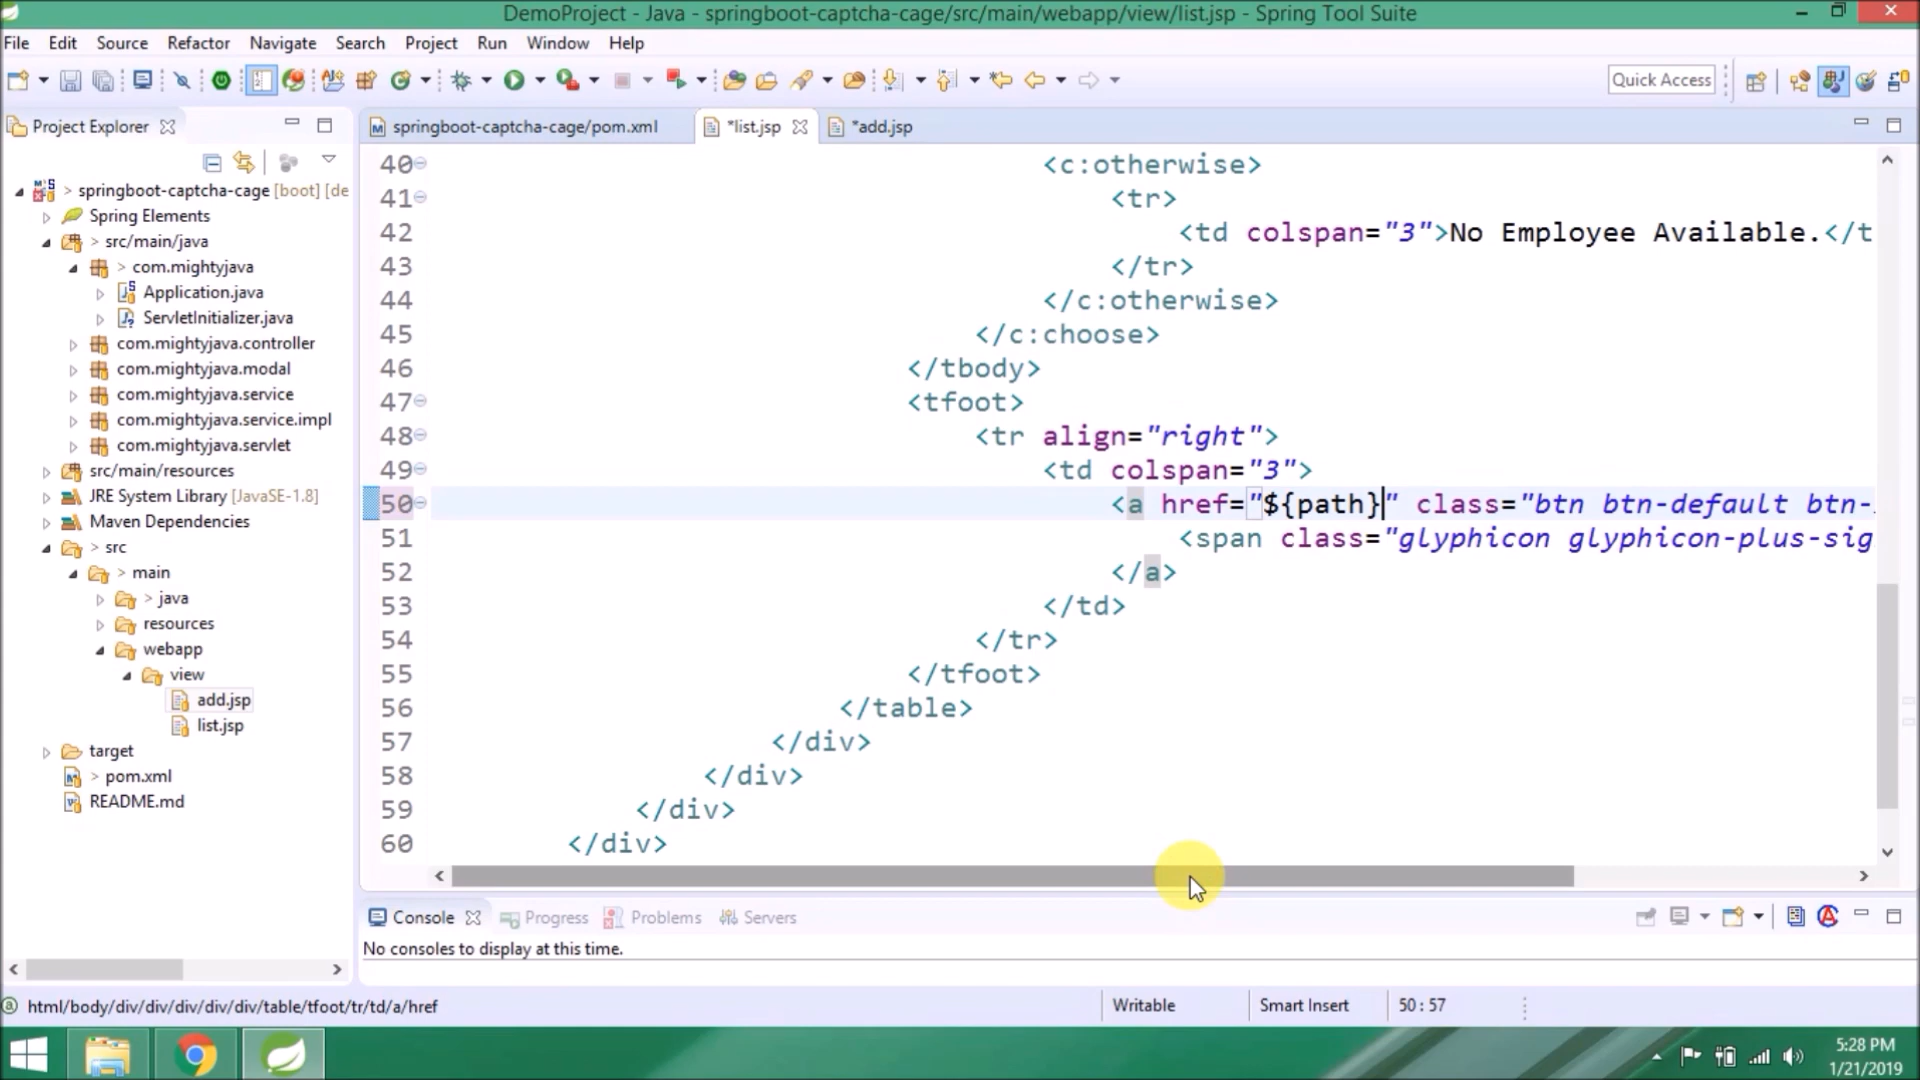 DemoProject - Java - springboot-captcha-cage/src/main/webapp/view/list.jsp - Spring Tool Suite
File Edit Source Refactor Navigate Search Project Run Window Help
Quick Access
Project Explorer
springboot-captcha-cage/pom.xml *list.jsp *add.jsp
> springboot-captcha-cage [boot] [de
Spring Elements
> src/main/java
> com.mightyjava
Application.java
ServletInitializer.java
com.mightyjava.controller
com.mightyjava.modal
com.mightyjava.service
com.mightyjava.service.impl
com.mightyjava.servlet
src/main/resources
JRE System Library [JavaSE-1.8]
Maven Dependencies
> src
> main
> java
resources
webapp
view
add.jsp
list.jsp
target
> pom.xml
README.md
40 <c:otherwise>
41 <tr>
42 <td colspan="3">No Employee Available.</t
43 </tr>
44 </c:otherwise>
45 </c:choose>
46 </tbody>
47 <tfoot>
48 <tr align="right">
49 <td colspan="3">
50 <a href="${path}" class="btn btn-default btn-
51 <span class="glyphicon glyphicon-plus-sig
52 </a>
53 </td>
54 </tr>
55 </tfoot>
56 </table>
57 </div>
58 </div>
59 </div>
60 </div>
Console Progress Problems Servers
No consoles to display at this time.
html/body/div/div/div/div/div/table/tfoot/tr/td/a/href
Writable Smart Insert 50 : 57
5:28 PM
1/21/2019